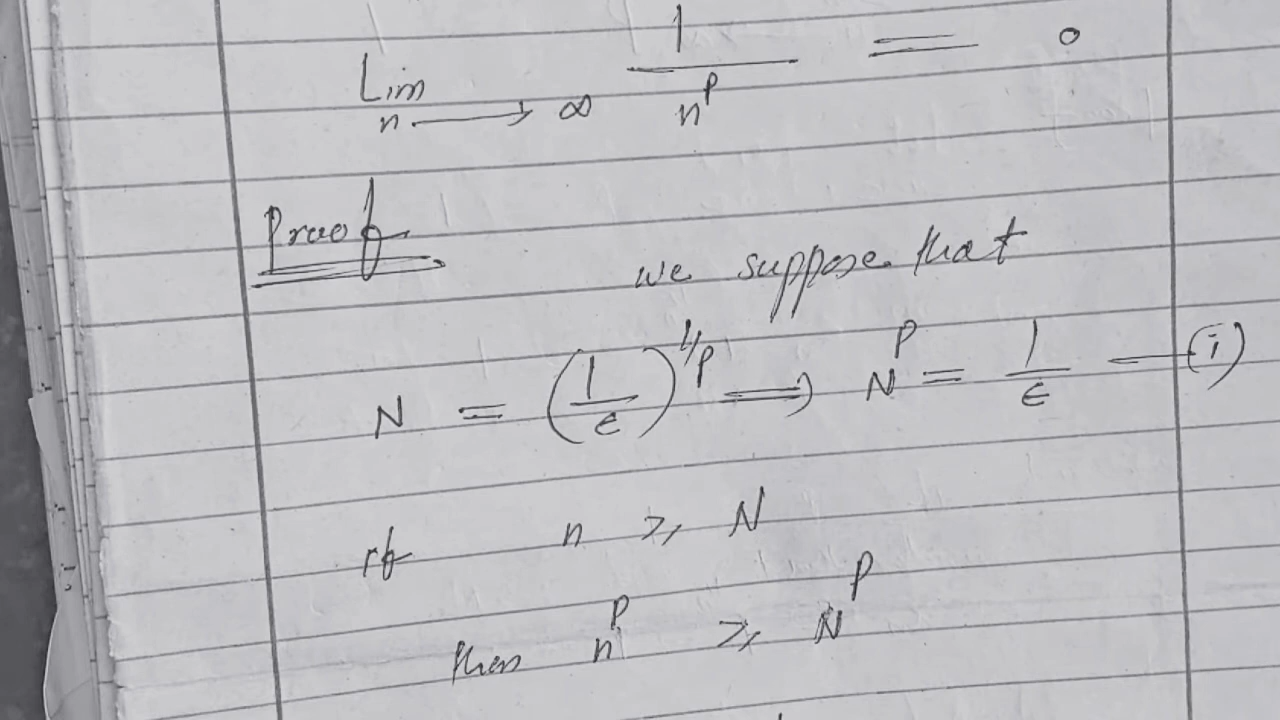 Lim n → ∞ 1/n^p = 0
Proof
we suppose that
N = (1/ε)^1/p ⟹ N^p = 1/ε — (i)
if n ≥ N
then n^p ≥ N^p